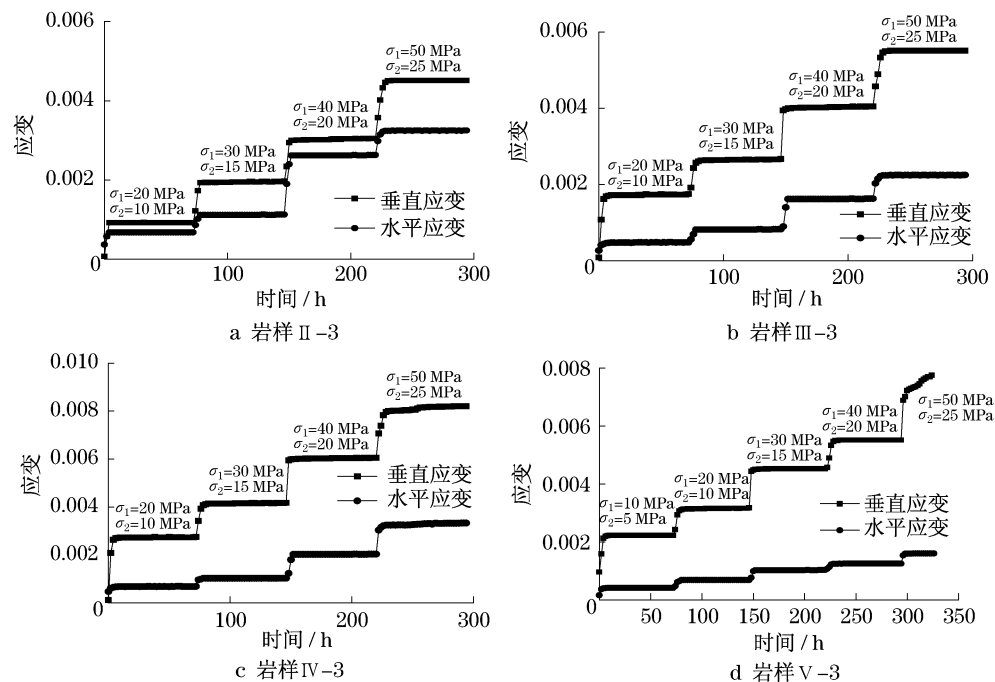 0.006
0.004
0.002
0
应变
σ1=20 MPa
σ2=10 MPa
σ1=30 MPa
σ2=15 MPa
σ1=40 MPa
σ2=20 MPa
σ1=50 MPa
σ2=25 MPa
垂直应变
水平应变
100 200 300
时间 / h
a 岩样Ⅱ-3
0.006
0.004
0.002
0
应变
σ1=20 MPa
σ2=10 MPa
σ1=30 MPa
σ2=15 MPa
σ1=40 MPa
σ2=20 MPa
σ1=50 MPa
σ2=25 MPa
垂直应变
水平应变
0 100 200 300
时间 / h
b 岩样Ⅲ-3
0.010
0.008
0.006
0.004
0.002
0
应变
σ1=20 MPa
σ2=10 MPa
σ1=30 MPa
σ2=15 MPa
σ1=40 MPa
σ2=20 MPa
σ1=50 MPa
σ2=25 MPa
垂直应变
水平应变
100 200 300
时间 / h
c 岩样Ⅳ-3
0.008
0.006
0.004
0.002
0
应变
σ1=10 MPa
σ2=5 MPa
σ1=20 MPa
σ2=10 MPa
σ1=30 MPa
σ2=15 MPa
σ1=40 MPa
σ2=20 MPa
σ1=50 MPa
σ2=25 MPa
垂直应变
水平应变
50 100 150 200 250 300 350
时间 / h
d 岩样Ⅴ-3